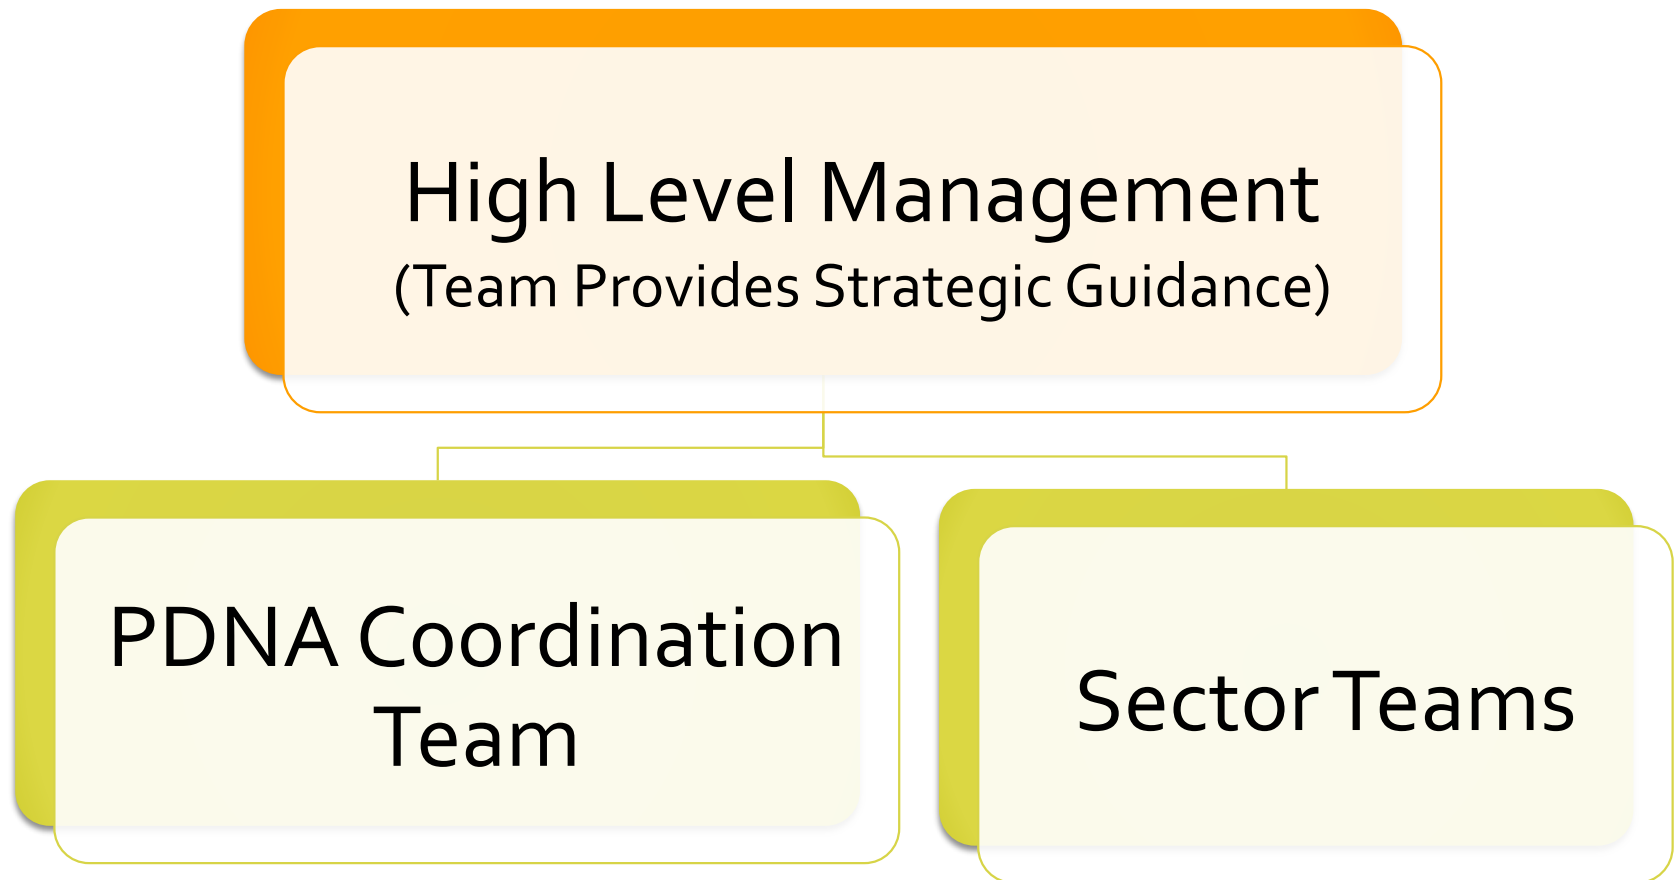 High Level Management
(Team Provides Strategic Guidance)
PDNA Coordination
Team
Sector Teams